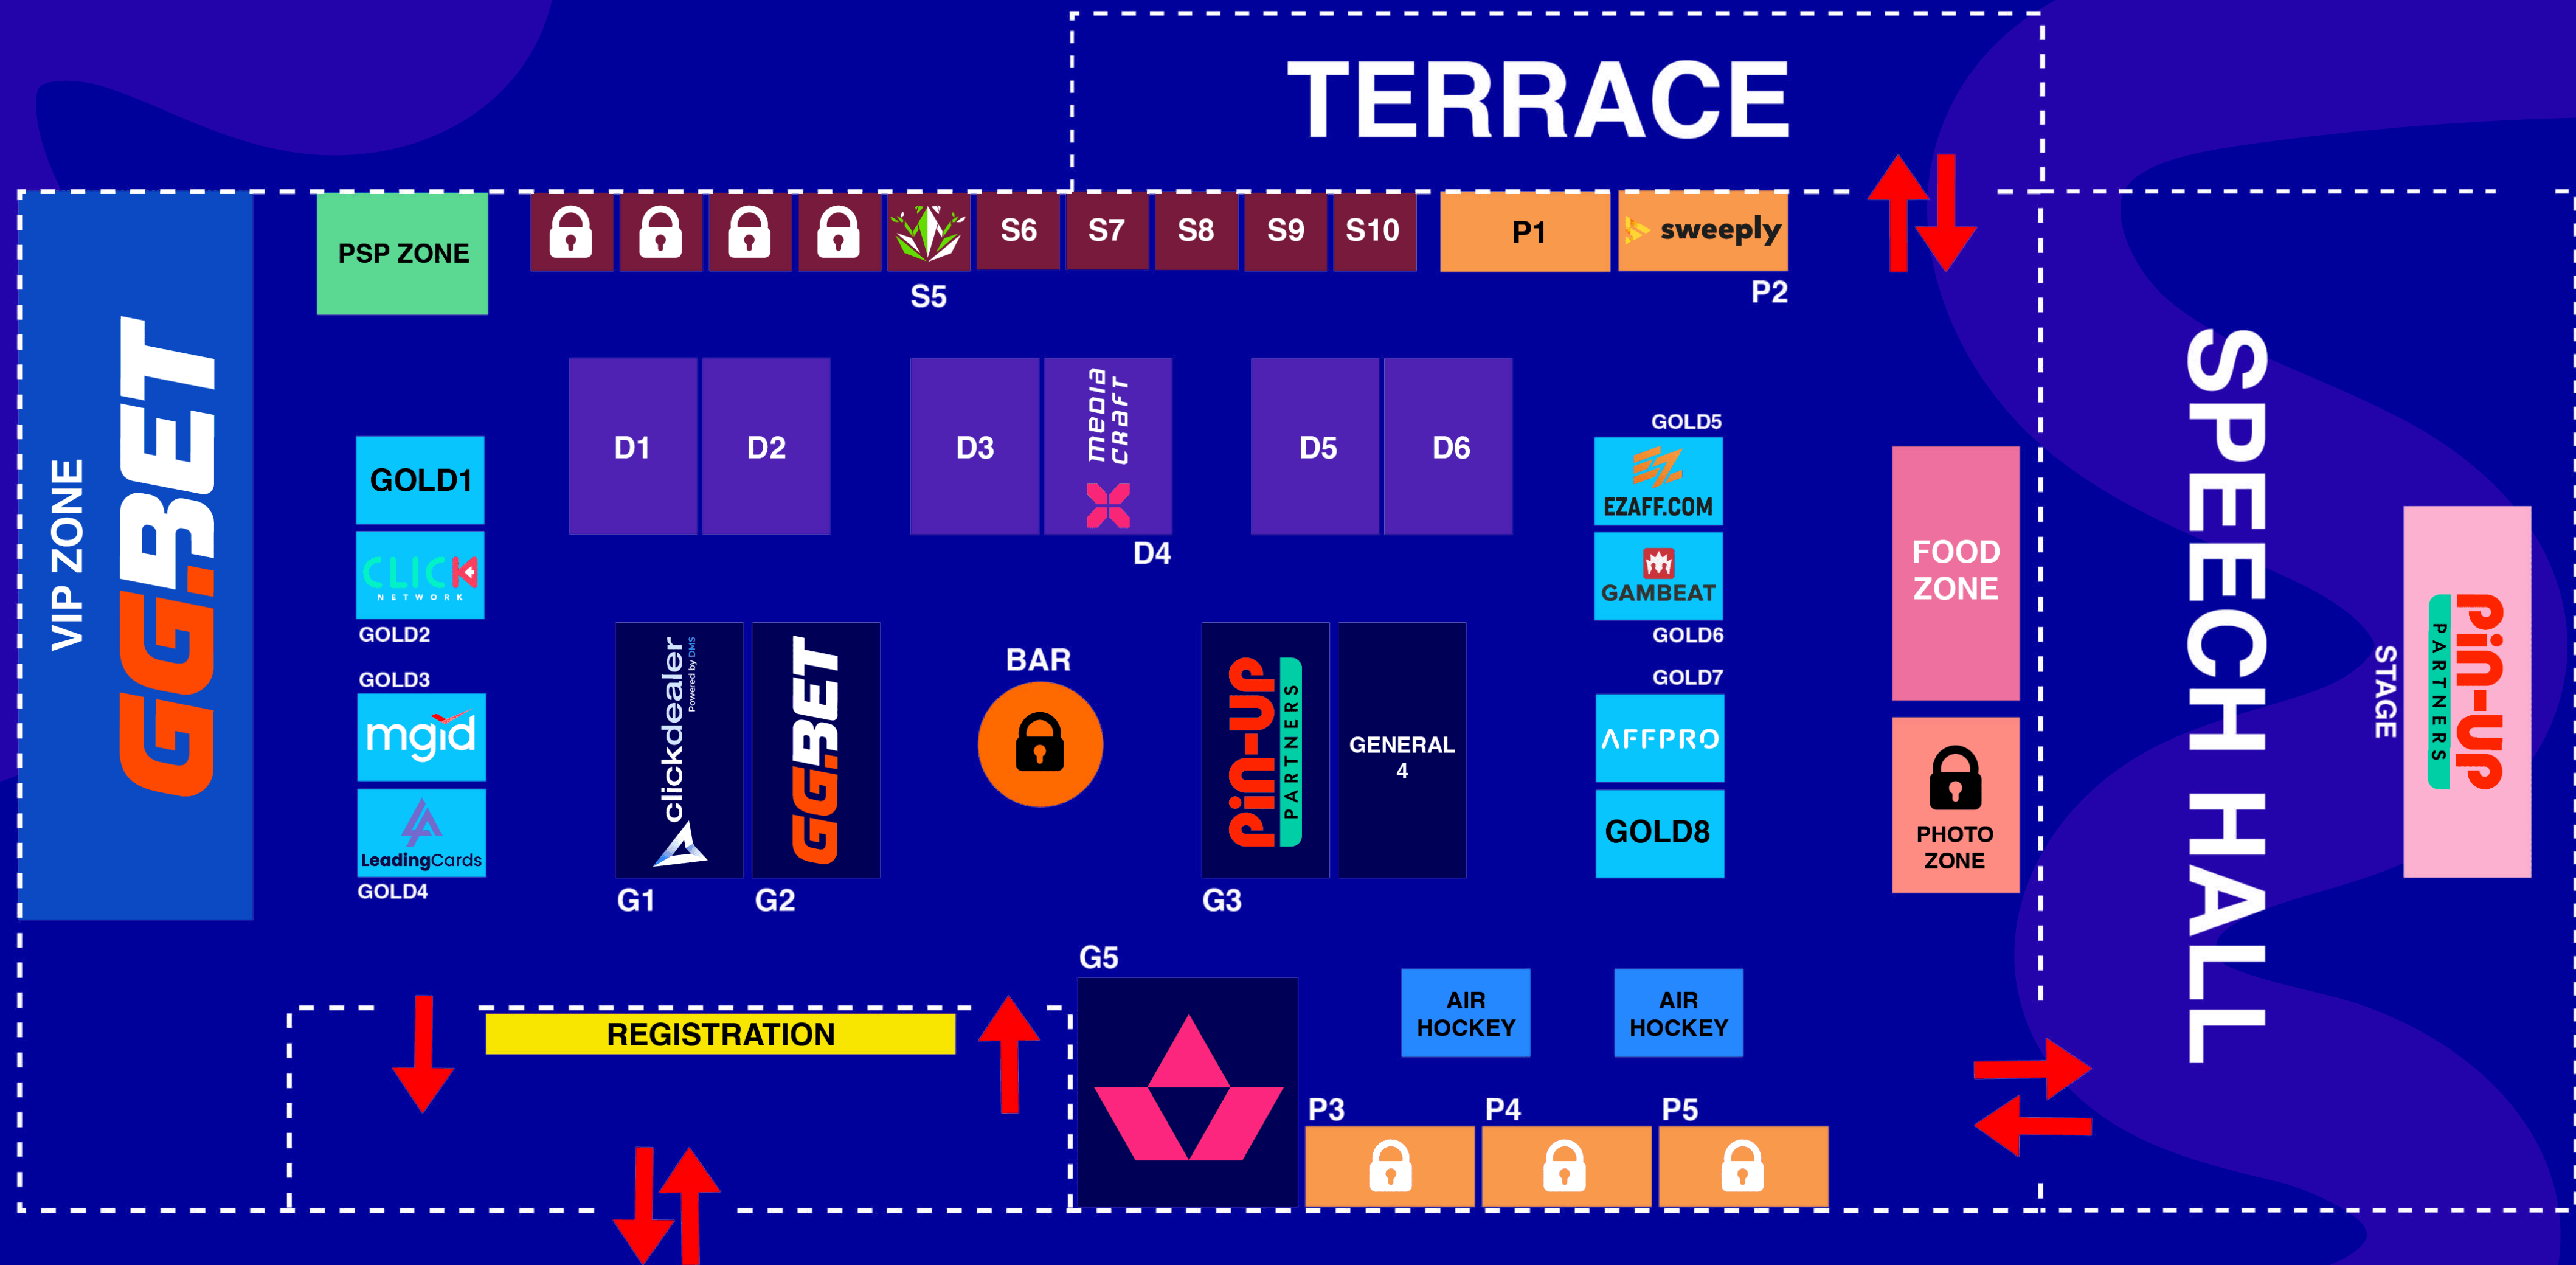 TERRACE
PSP ZONE
S6
S7
S8
S9
S10
P1
sweeply
S5
P2
VIP ZONE
GG.BET
D1
D2
D3
media
craft
D4
D5
D6
GOLD1
CLICK
NETWORK
GOLD2
GOLD3
mgid
LeadingCards
GOLD4
clickdealer
Powered by DMS
G1
GG.BET
G2
BAR
PIN-UP
PARTNERS
G3
GENERAL
4
GOLD5
EZAFF.COM
GAMBEAT
GOLD6
GOLD7
AFFPRO
GOLD8
FOOD
ZONE
PHOTO
ZONE
SPEECH HALL
STAGE
PIN-UP
PARTNERS
REGISTRATION
G5
AIR
HOCKEY
AIR
HOCKEY
P3
P4
P5